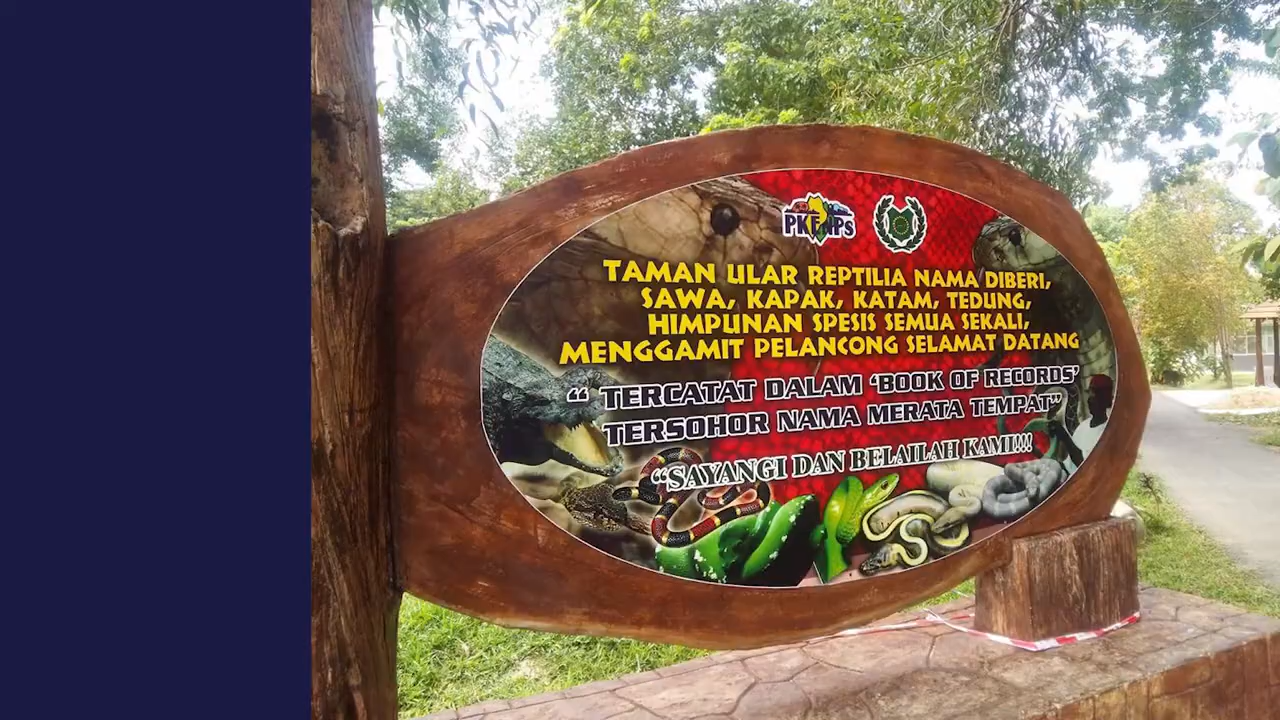 PKENPs
TAMAN ULAR REPTILIA NAMA DIBERI,
SAWA, KAPAK, KATAM, TEDUNG,
HIMPUNAN SPESIS SEMUA SEKALI,
MENGGAMIT PELANCONG SELAMAT DATANG
“ TERCATAT DALAM ‘BOOK OF RECORDS’
TERSOHOR NAMA MERATA TEMPAT”
“SAYANGI DAN BELAILAH KAMI!!!